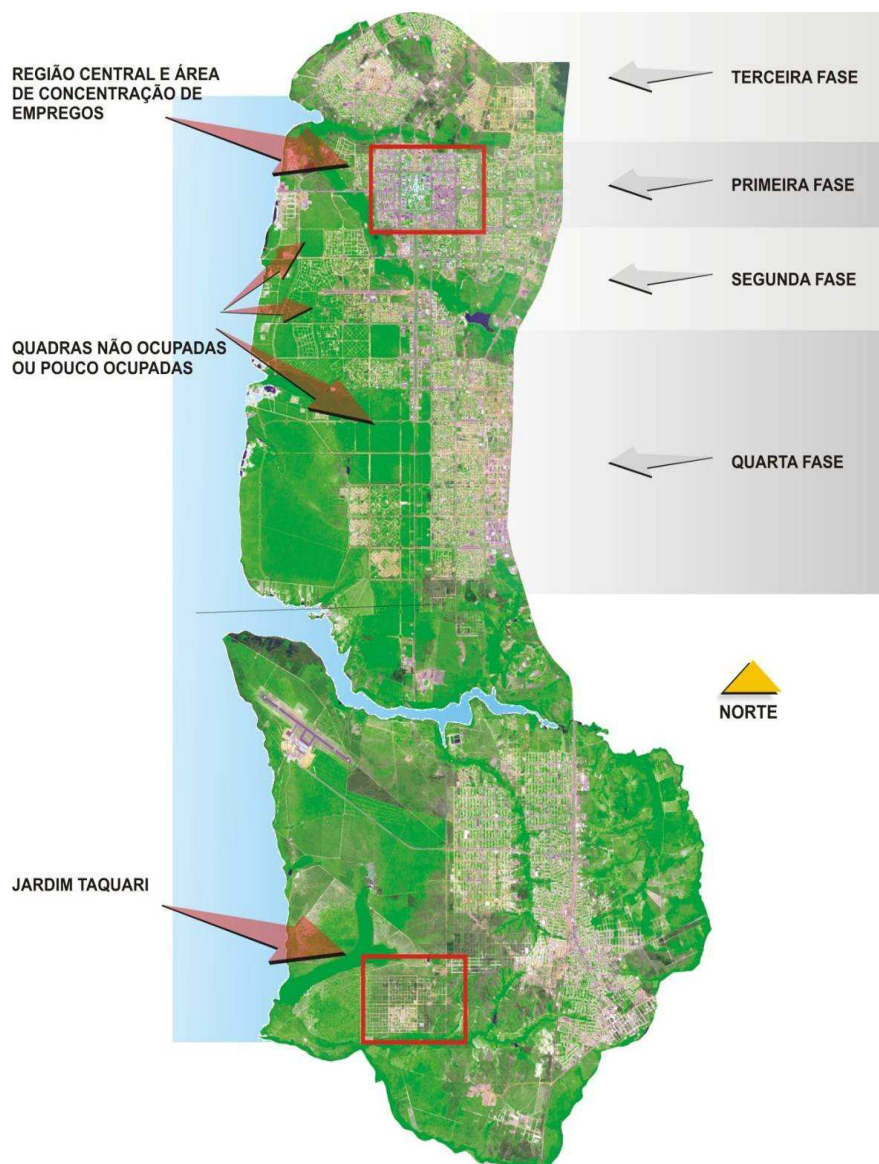 REGIÃO CENTRAL E ÁREA
DE CONCENTRAÇÃO DE
EMPREGOS
TERCEIRA FASE
PRIMEIRA FASE
SEGUNDA FASE
QUADRAS NÃO OCUPADAS
OU POUCO OCUPADAS
QUARTA FASE
NORTE
JARDIM TAQUARI